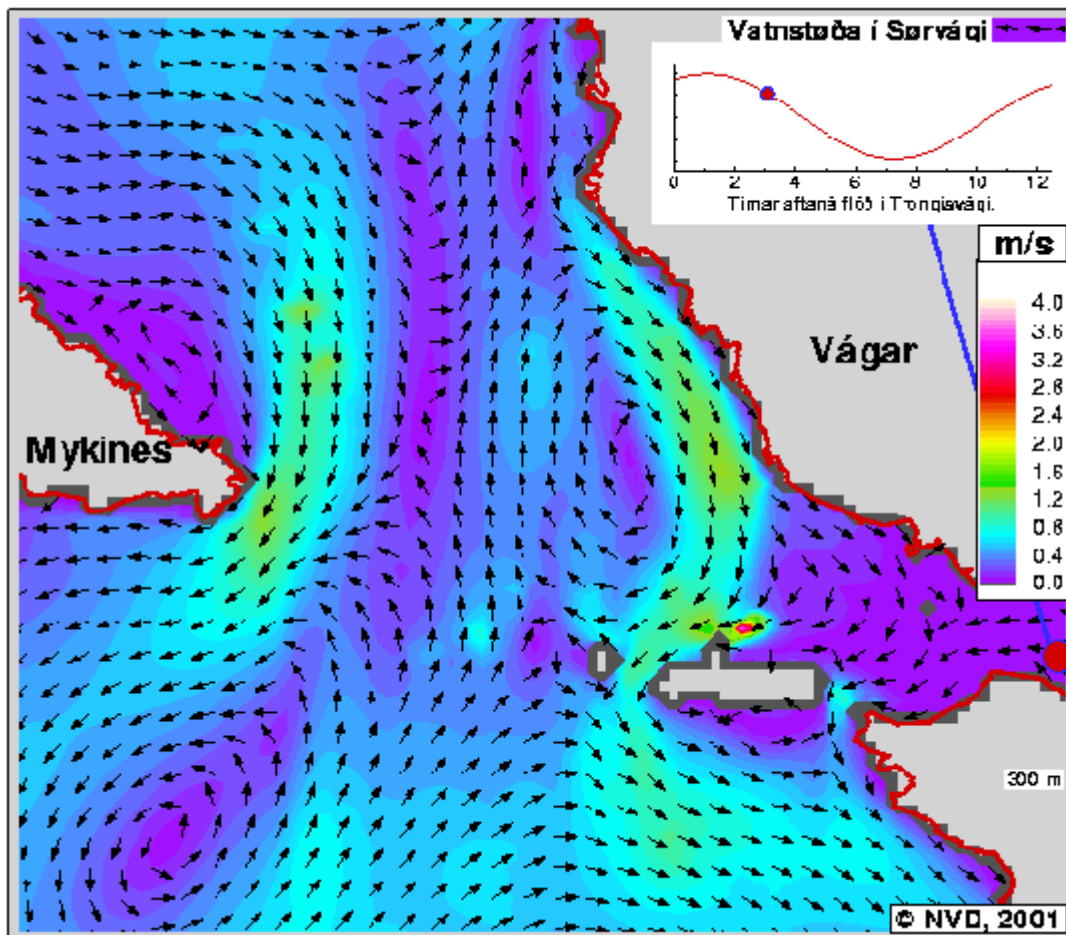 Vatnstøða í Sørvági
0 2 4 6 8 10 12
Tímar aftaná flóð í Trongisvági.
m/s
4.0
3.6
3.2
2.8
2.4
2.0
1.6
1.2
0.8
0.4
0.0
Vágar
Mykines
300 m
© NVD, 2001